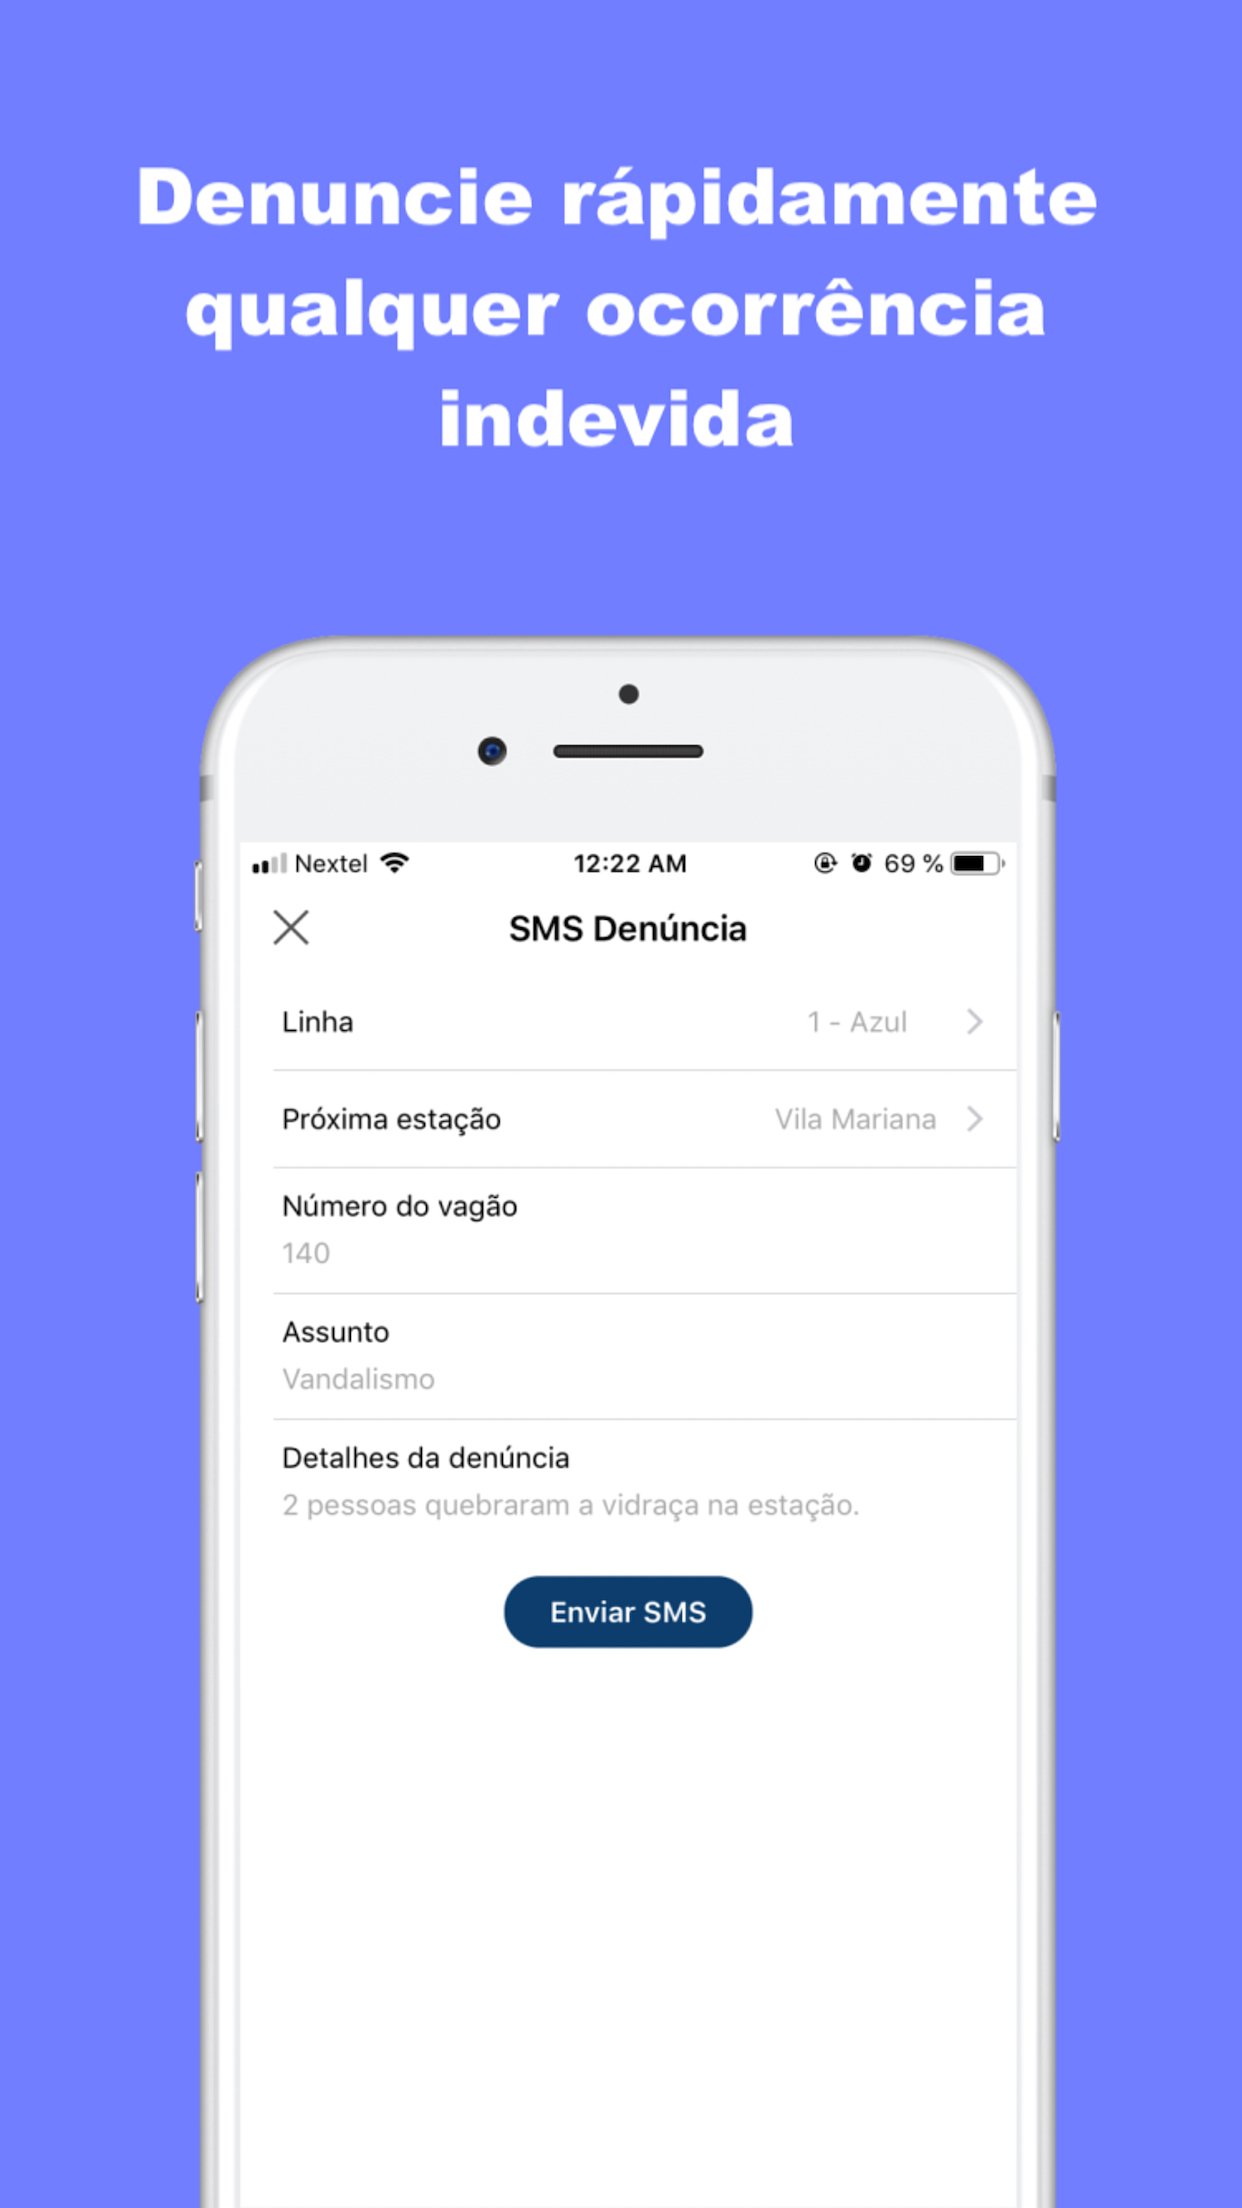 Denuncie rápidamente
qualquer ocorrência
indevida
Nextel 12:22 AM 69 %
SMS Denúncia
Linha 1 - Azul
Próxima estação Vila Mariana
Número do vagão
140
Assunto
Vandalismo
Detalhes da denúncia
2 pessoas quebraram a vidraça na estação.
Enviar SMS